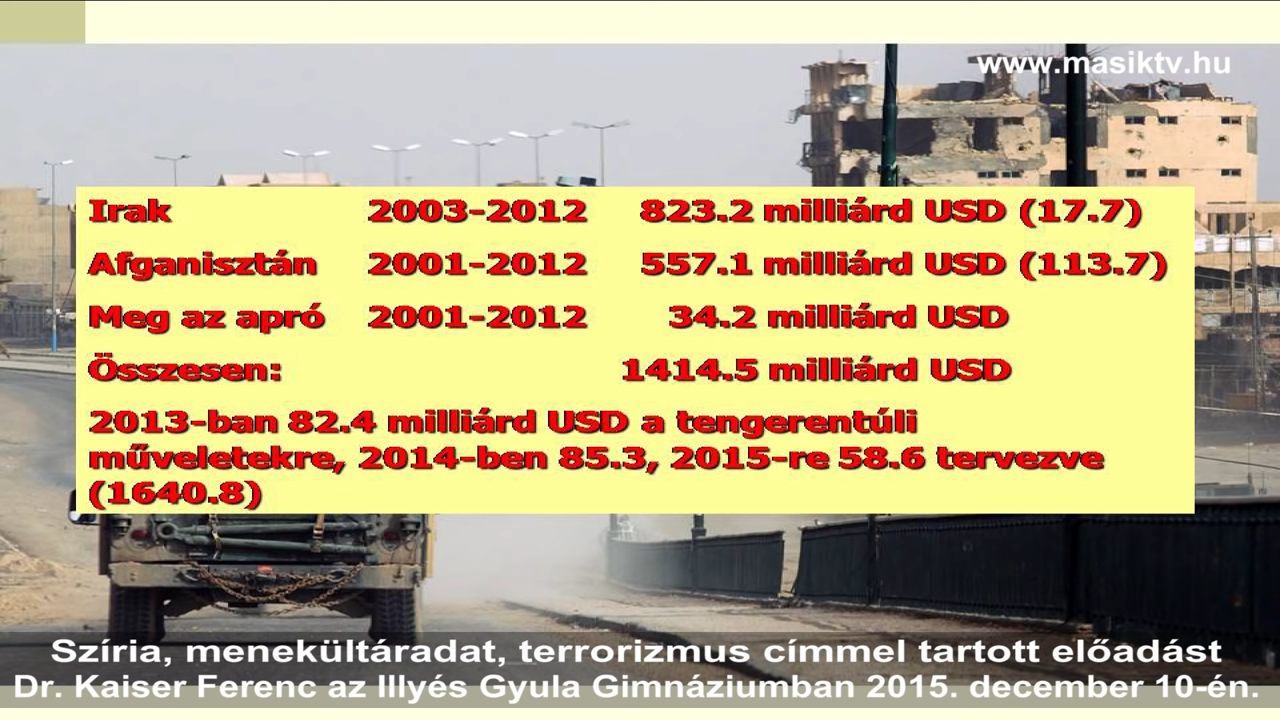 www.masiktv.hu
Irak 2003-2012 823.2 milliárd USD (17.7)
Afganisztán 2001-2012 557.1 milliárd USD (113.7)
Meg az apró 2001-2012 34.2 milliárd USD
Összesen: 1414.5 milliárd USD
2013-ban 82.4 milliárd USD a tengerentúli
műveletekre, 2014-ben 85.3, 2015-re 58.6 tervezve
(1640.8)
Szíria, menekültáradat, terrorizmus címmel tartott előadást
Dr. Kaiser Ferenc az Illyés Gyula Gimnáziumban 2015. december 10-én.